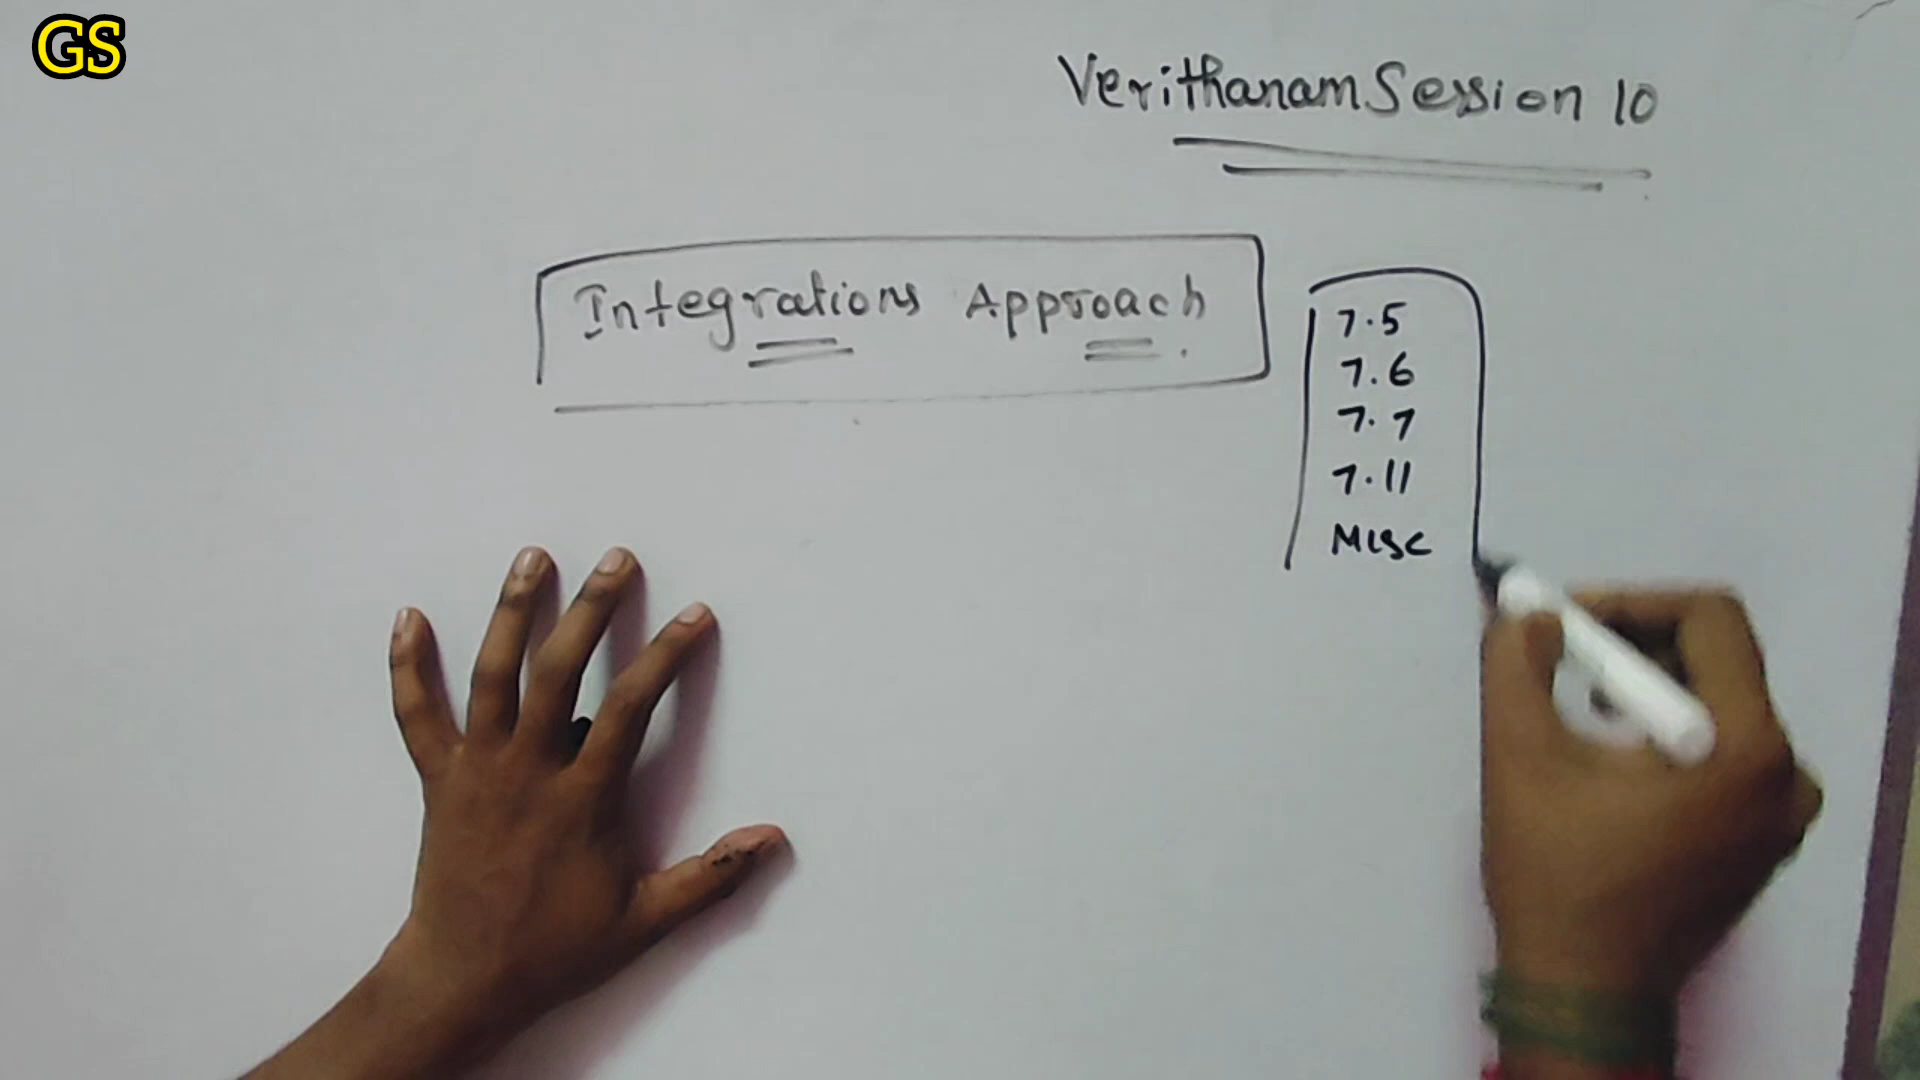 GS
Verithanam Session 10
Integrations Approach.
7.5
7.6
7.7
7.11
Misc